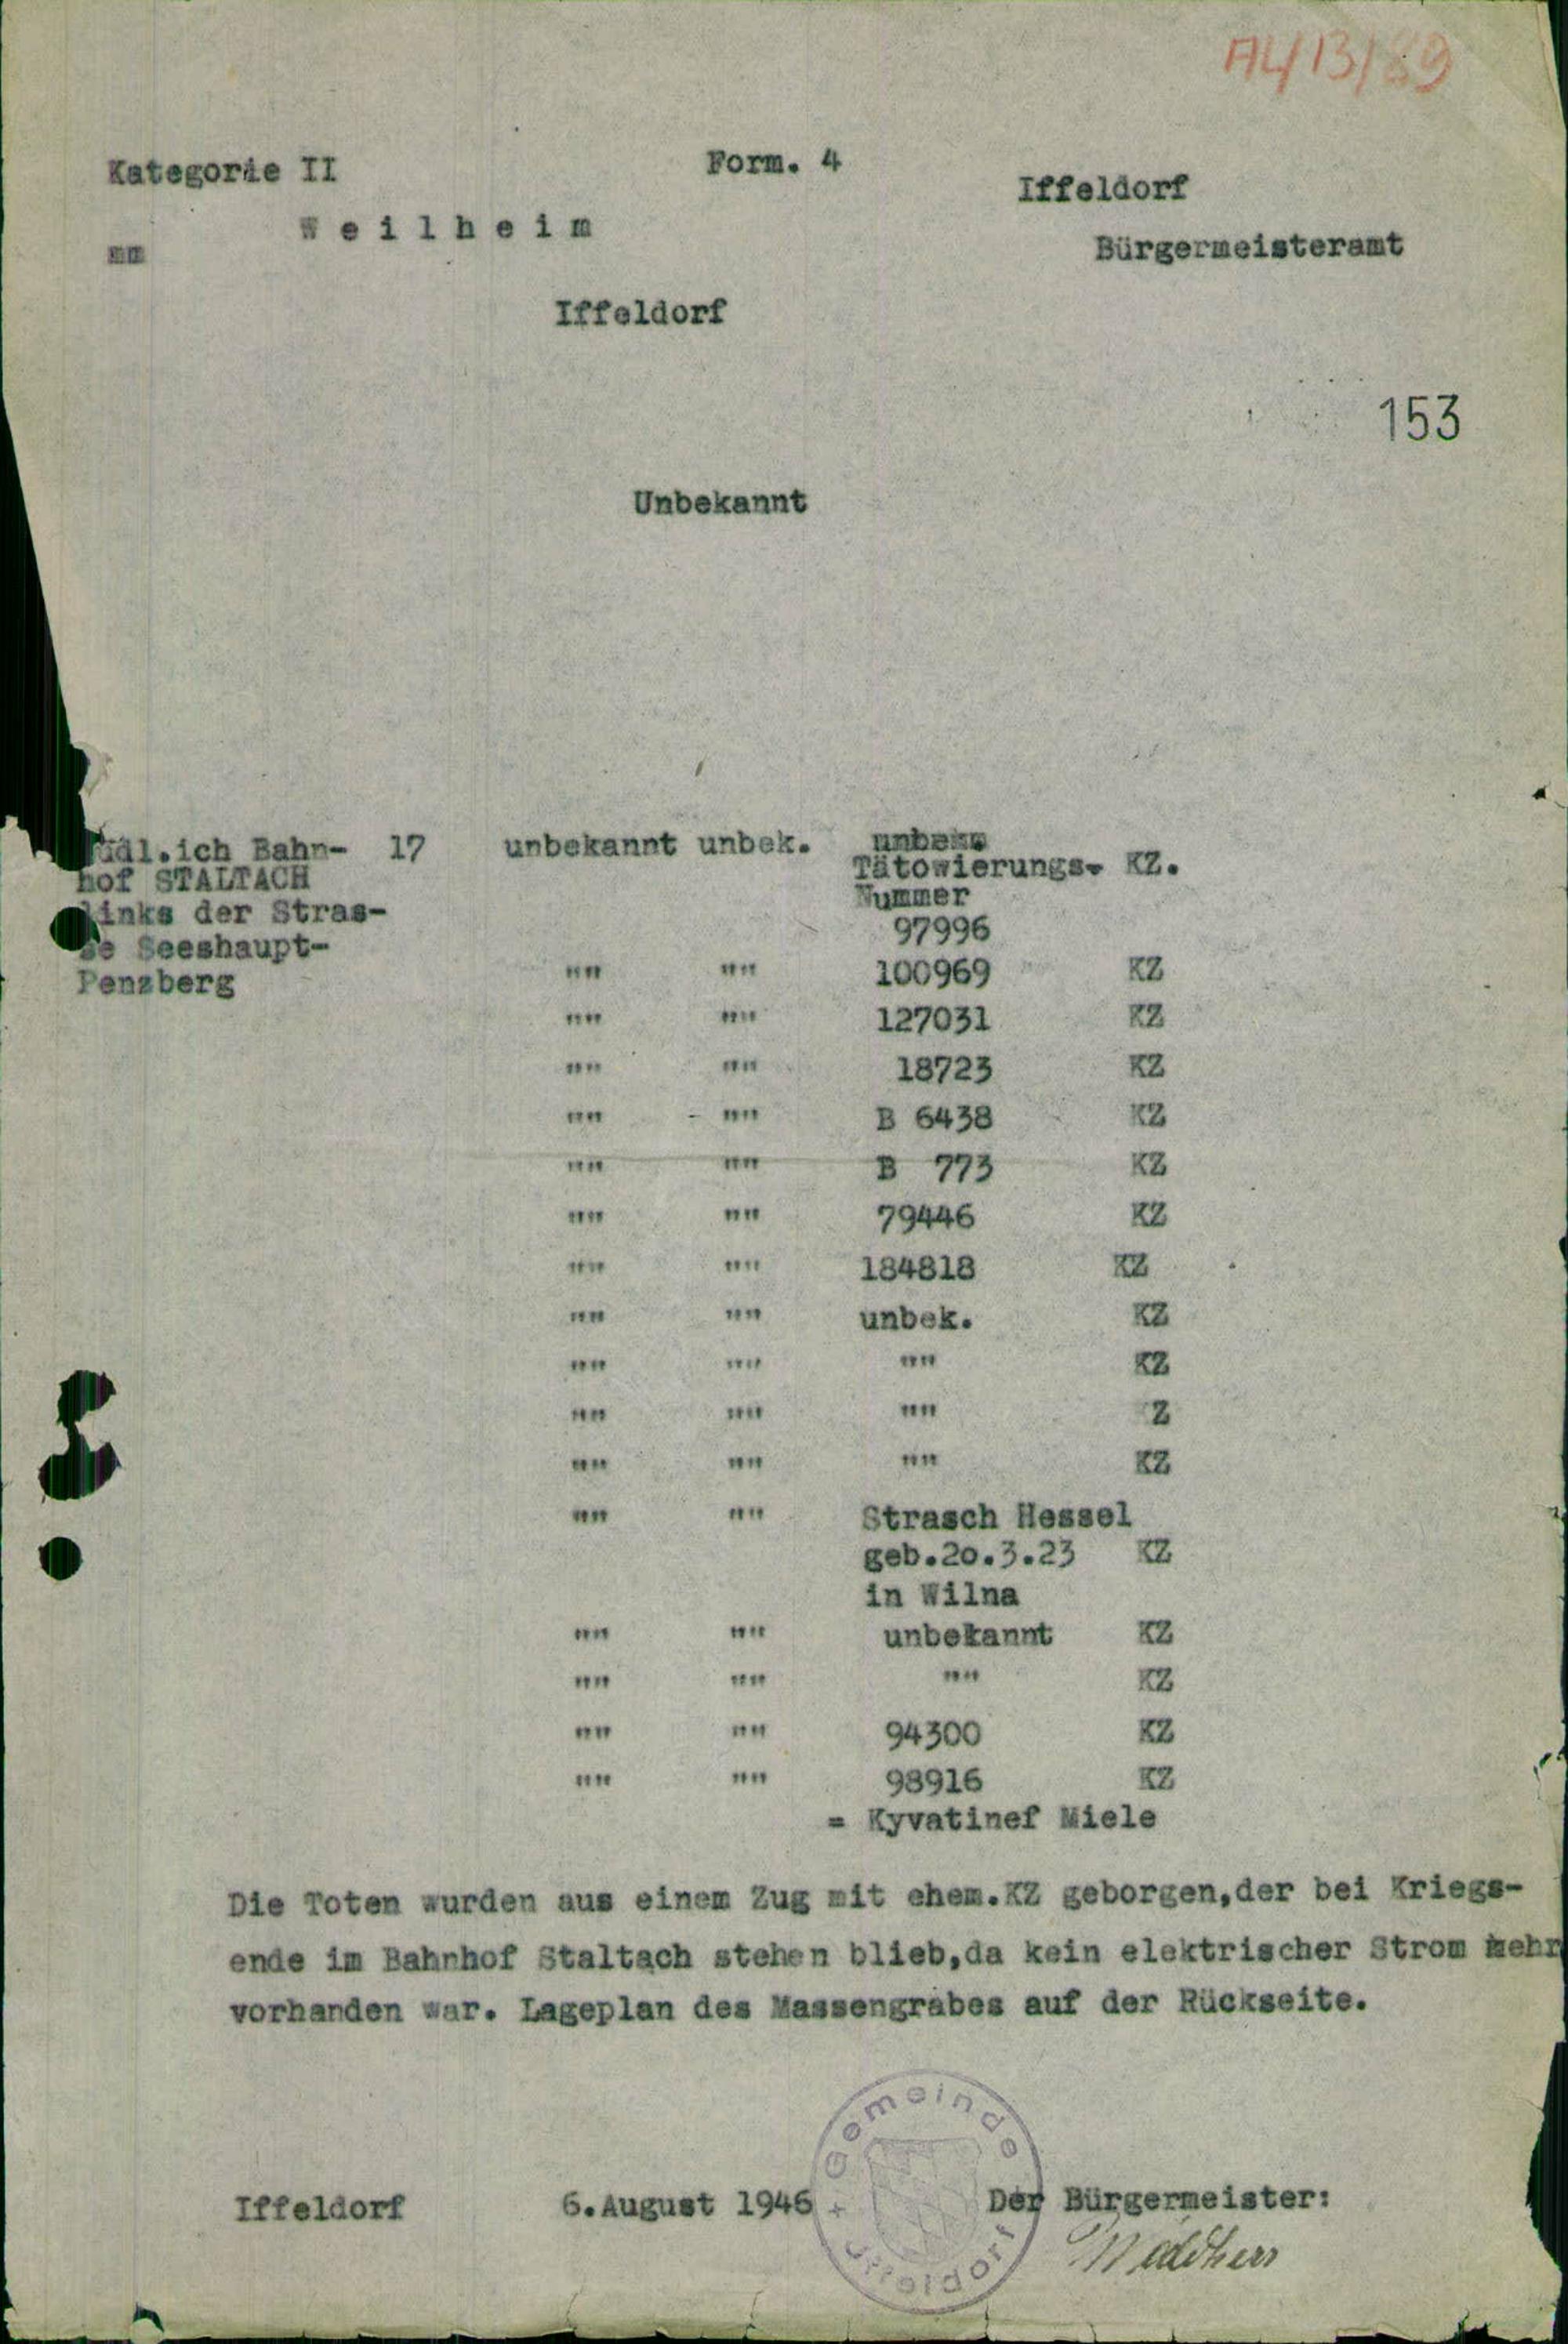 A4/13/89
Kategorie II Form. 4
Iffeldorf
W e i l h e i m
mm Bürgermeisteramt
Iffeldorf
153
Unbekannt
südl.ich Bahn- 17 unbekannt unbek.
hof STALTACH Tätowierungs- KZ.
links der Stras- Nummer
se Seeshaupt- 97996
Penzberg """" """" 100969 KZ
"""" """" 127031 KZ
"""" """" 18723 KZ
"""" - """" B 6438 KZ
"""" """" B 773 KZ
"""" """" 79446 KZ
"""" """" 184818 KZ
"""" """" unbek. KZ
"""" """" """" KZ
"""" """" """" Z
"""" """" """" KZ
"""" """" Strasch Hessel
geb.20.3.23 KZ
in Wilna
"""" """" unbekannt KZ
"""" """" """" KZ
"""" """" 94300 KZ
"""" """" 98916 KZ
= Kyvatinef Miele
Die Toten wurden aus einem Zug mit ehem.KZ geborgen,der bei Kriegs-
ende im Bahnhof Staltach stehen blieb,da kein elektrischer Strom mehr
vorhanden war. Lageplan des Massengrabes auf der Rückseite.
Gemeinde
Iffeldorf 6.August 1946 Der Bürgermeister:
Iffeldorf